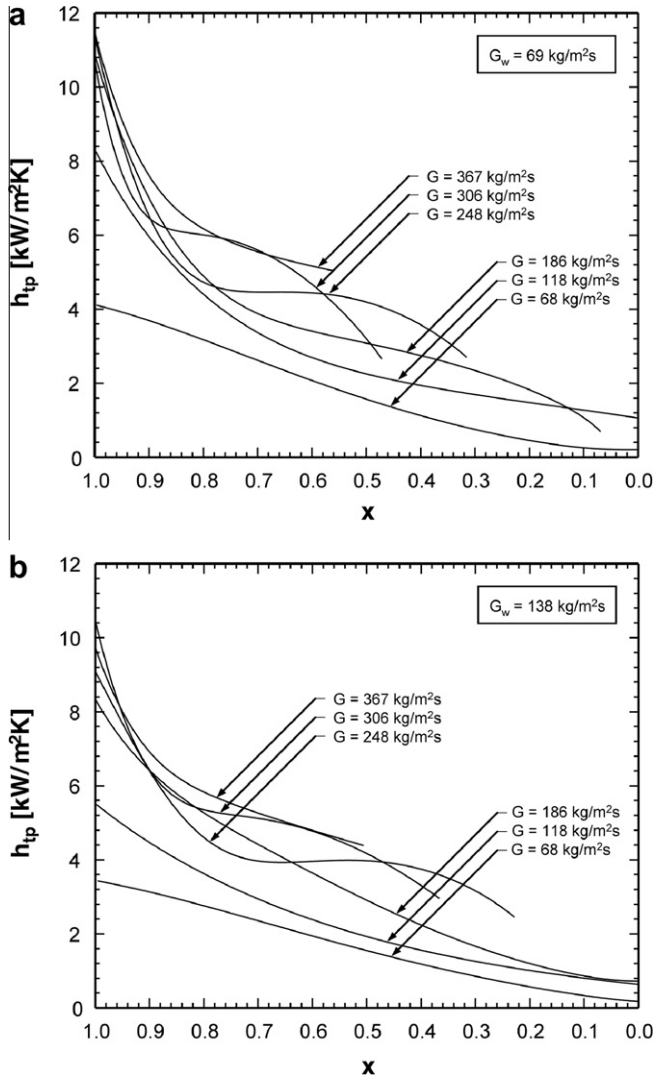 a
G_w = 69 kg/m²s
12
10
8
6
4
2
0
h_tp [kW/m²K]
G = 367 kg/m²s
G = 306 kg/m²s
G = 248 kg/m²s
G = 186 kg/m²s
G = 118 kg/m²s
G = 68 kg/m²s
1.0 0.9 0.8 0.7 0.6 0.5 0.4 0.3 0.2 0.1 0.0
x
b
G_w = 138 kg/m²s
12
10
8
6
4
2
0
h_tp [kW/m²K]
G = 367 kg/m²s
G = 306 kg/m²s
G = 248 kg/m²s
G = 186 kg/m²s
G = 118 kg/m²s
G = 68 kg/m²s
1.0 0.9 0.8 0.7 0.6 0.5 0.4 0.3 0.2 0.1 0.0
x